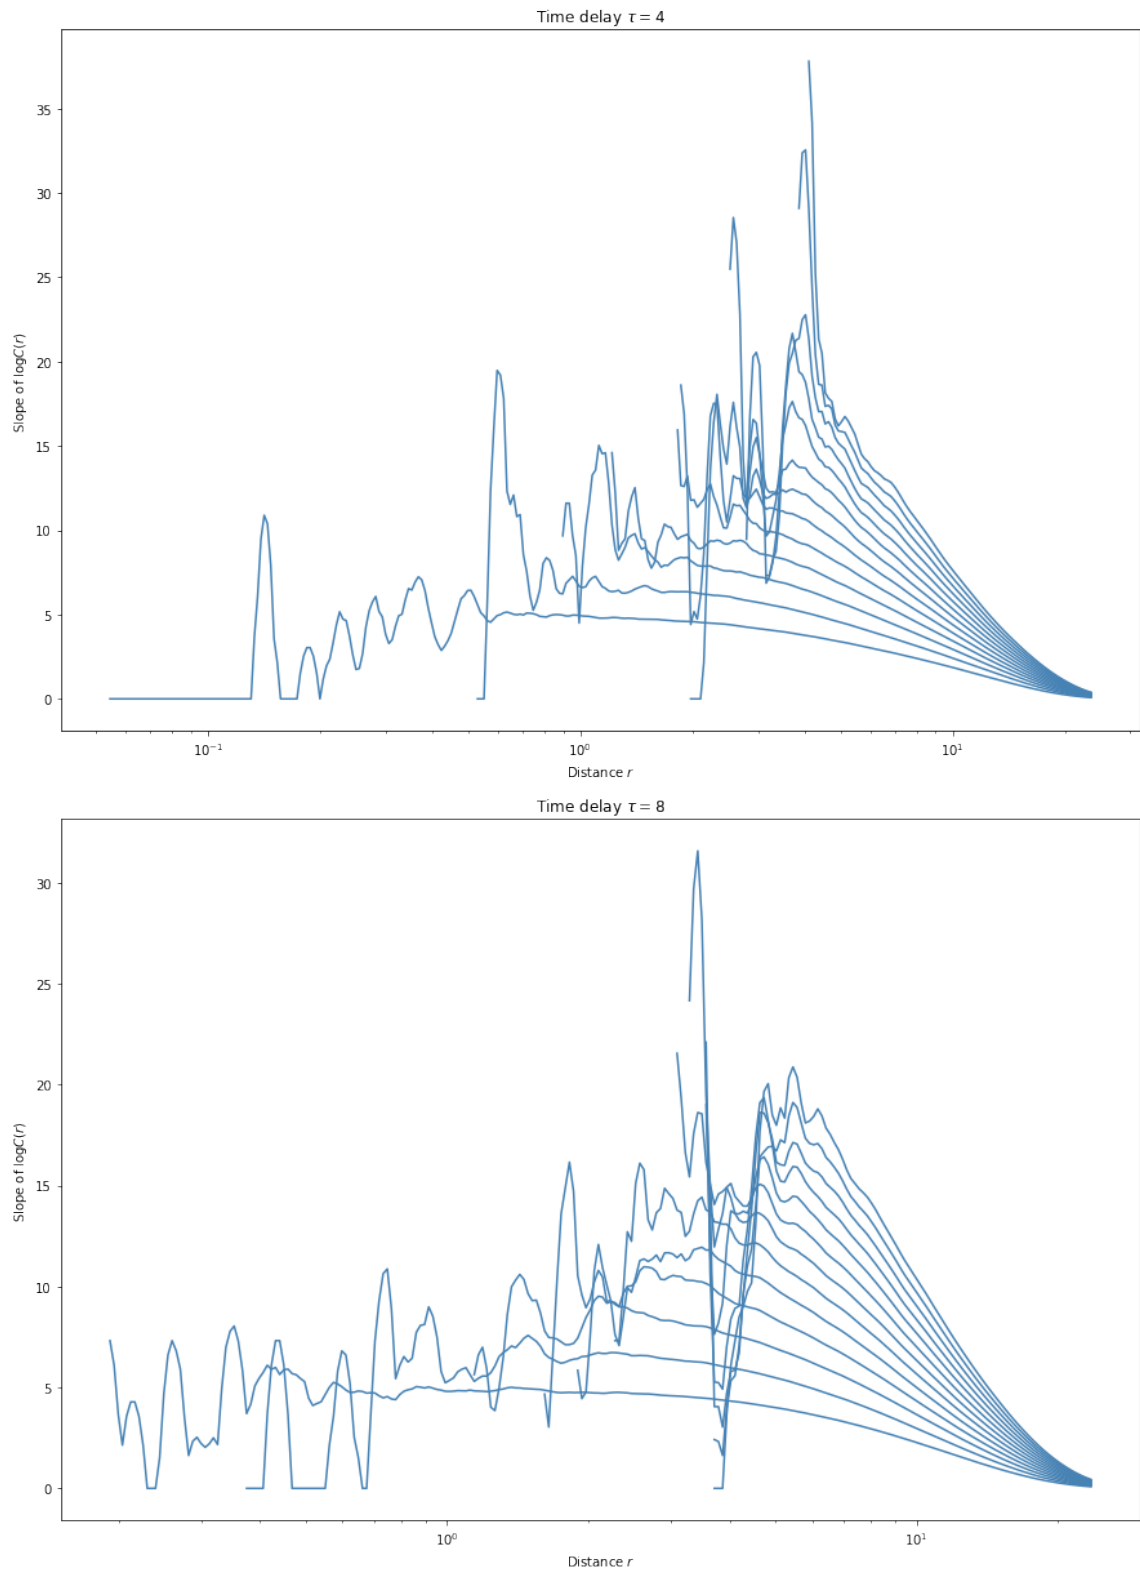 Time delay τ = 4
35
30
25
20
15
10
5
0
Slope of logC(r)
10⁻¹ 10⁰ 10¹
Distance r
Time delay τ = 8
30
25
20
15
10
5
0
Slope of logC(r)
10⁰ 10¹
Distance r